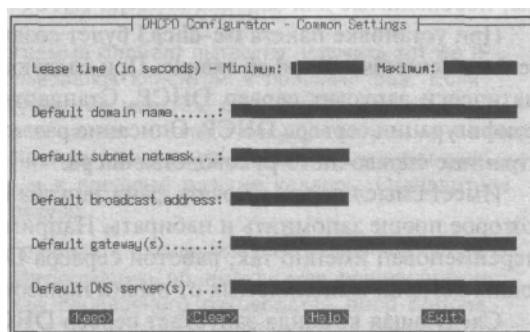 DHCPD Configurator - Common Settings
Lease time (in seconds) - Minimum: Maximum:
Default domain name......:
Default subnet netmask...:
Default broadcast address:
Default gateway(s).......:
Default DNS server(s)....:
<Keep> <Clear> <Help> <Exit>